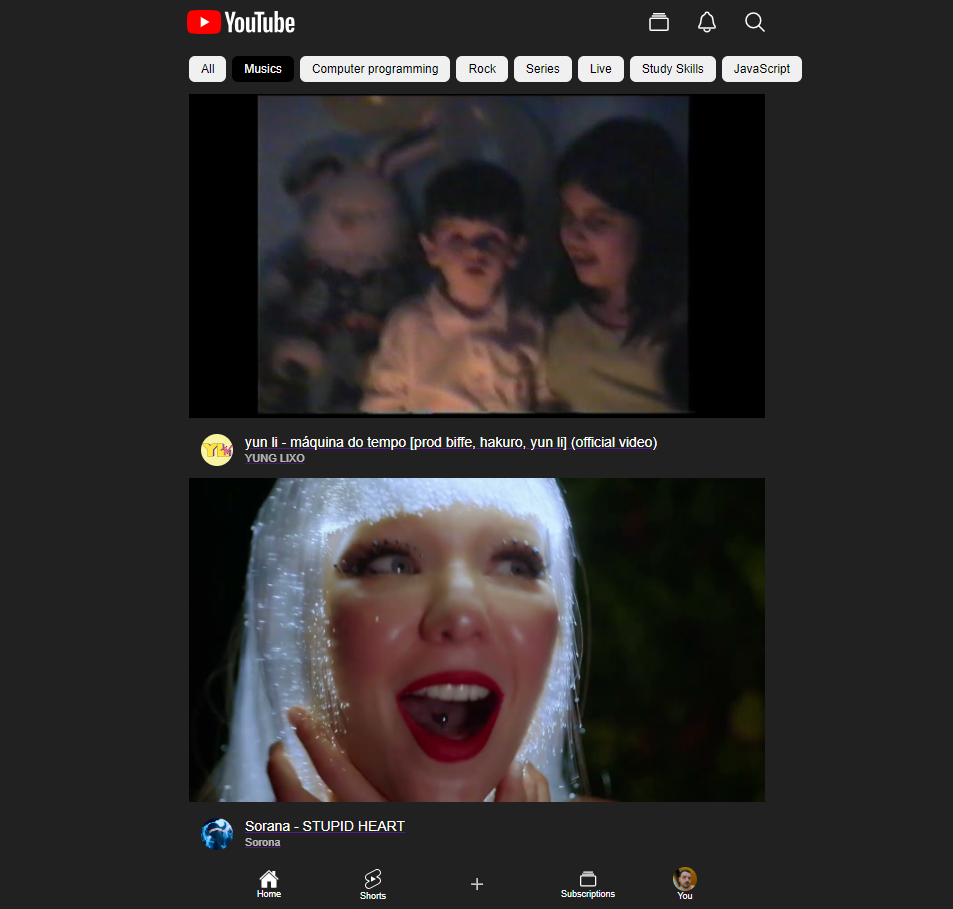 YouTube
All Musics Computer programming Rock Series Live Study Skills JavaScript
yun li - máquina do tempo [prod biffe, hakuro, yun li] (official video)
YUNG LIXO
Sorana - STUPID HEART
Sorona
Home Shorts Subscriptions You